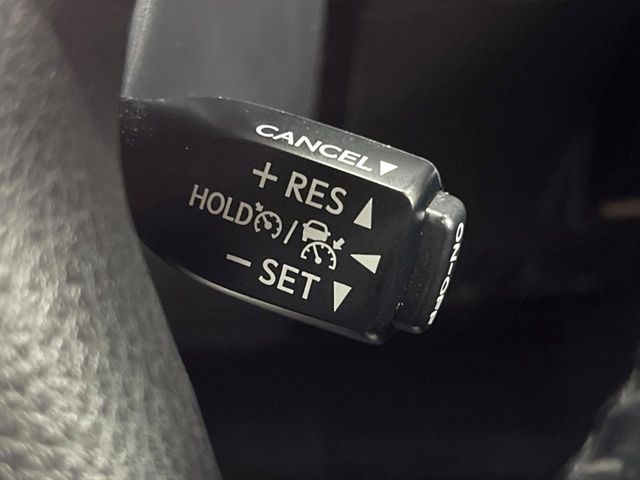 CANCEL ▼
+ RES ▲
HOLD / ◄
− SET ▼
ON-OFF